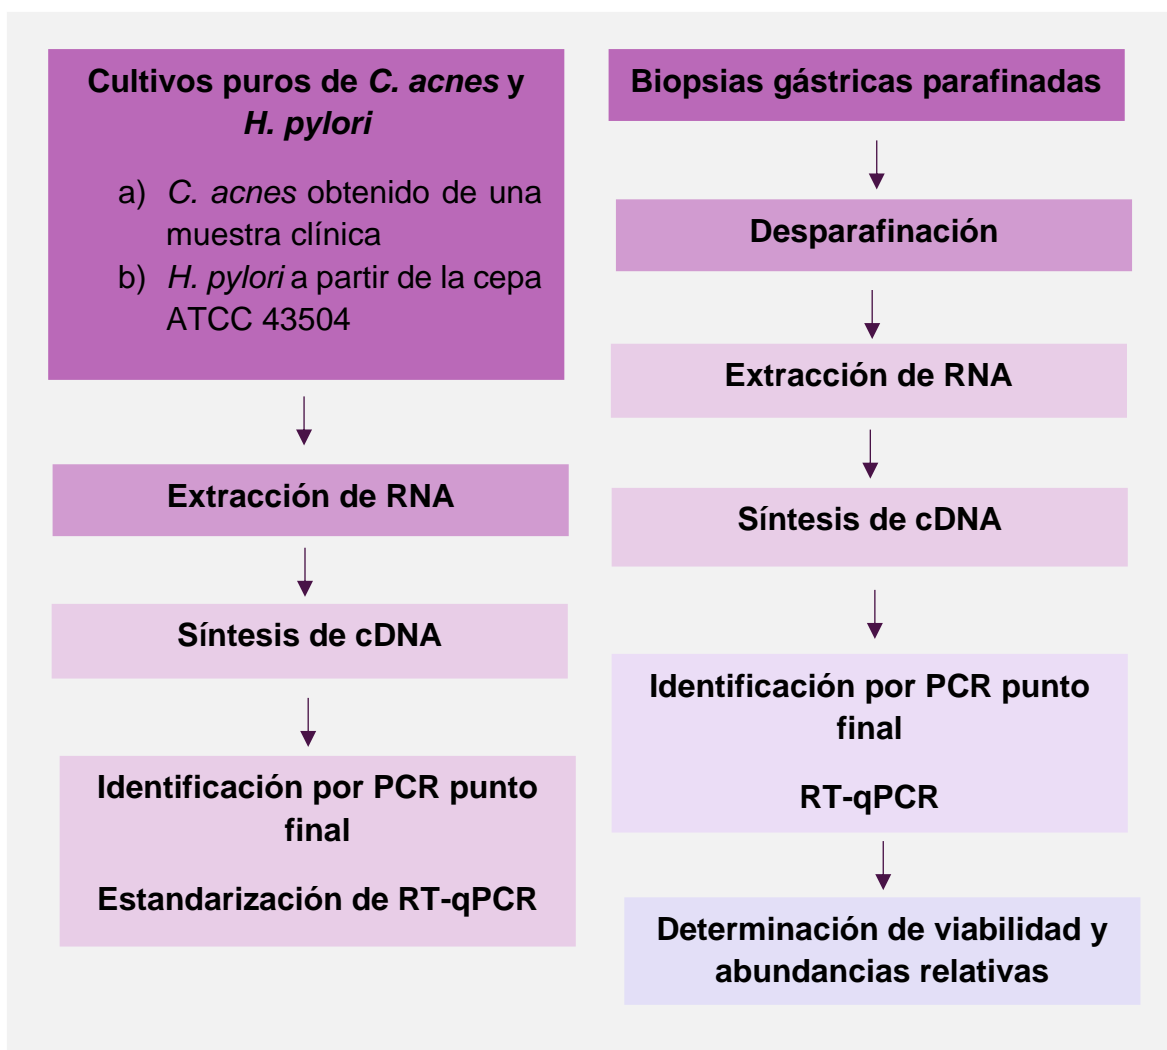 Cultivos puros de C. acnes y
H. pylori
a) C. acnes obtenido de una
muestra clínica
b) H. pylori a partir de la cepa
ATCC 43504
Extracción de RNA
Síntesis de cDNA
Identificación por PCR punto
final
Estandarización de RT-qPCR
Biopsias gástricas parafinadas
Desparafinación
Extracción de RNA
Síntesis de cDNA
Identificación por PCR punto
final
RT-qPCR
Determinación de viabilidad y
abundancias relativas